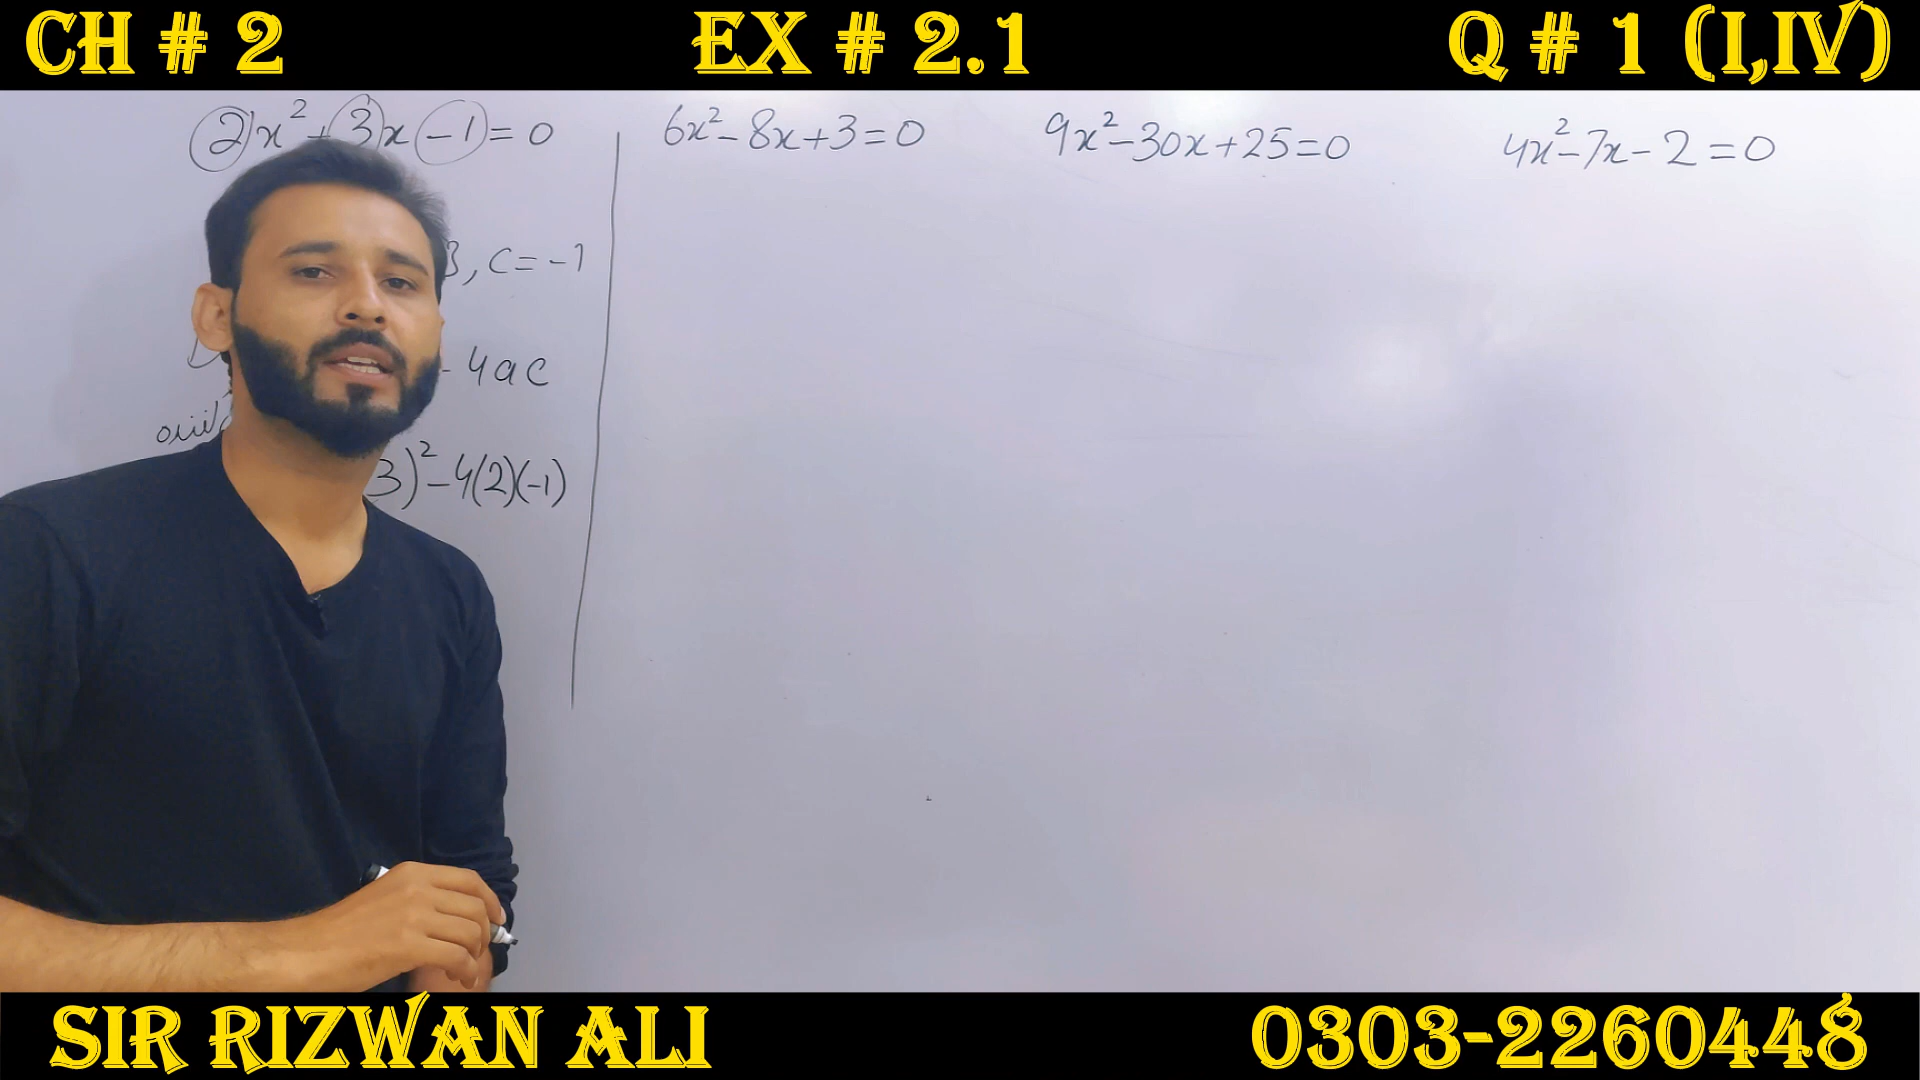 CH # 2
EX # 2.1
Q # 1 (I,IV)
2x² + 3x - 1 = 0
6x² - 8x + 3 = 0
9x² - 30x + 25 = 0
4x² - 7x - 2 = 0
3, c = -1
- 4ac
3)² - 4(2)(-1)
SIR RIZWAN ALI
0303-2260448